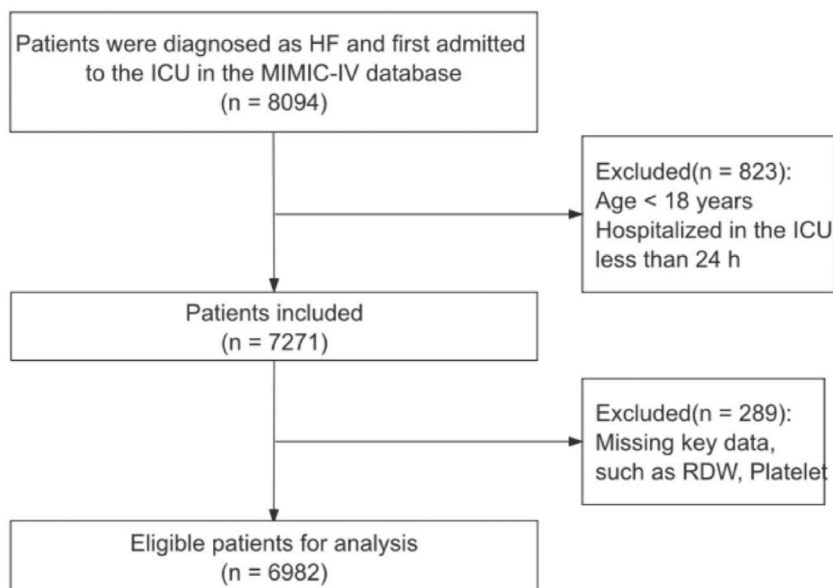 Patients were diagnosed as HF and first admitted
to the ICU in the MIMIC-IV database
(n = 8094)
Excluded(n = 823):
Age < 18 years
Hospitalized in the ICU
less than 24 h
Patients included
(n = 7271)
Excluded(n = 289):
Missing key data,
such as RDW, Platelet
Eligible patients for analysis
(n = 6982)